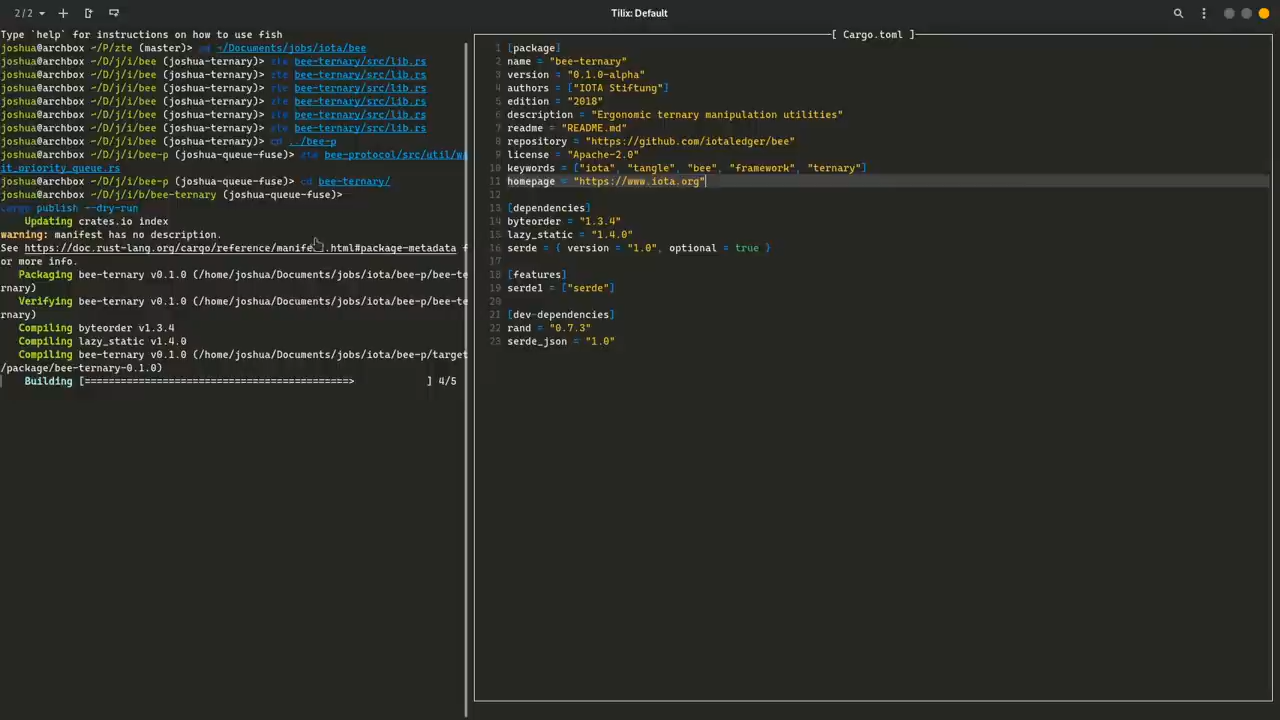 2/2
Tilix: Default
Type `help` for instructions on how to use fish
joshua@archbox ~/P/zte (master)> cd ~/Documents/jobs/iota/bee
joshua@archbox ~/D/j/i/bee (joshua-ternary)> zte bee-ternary/src/lib.rs
joshua@archbox ~/D/j/i/bee (joshua-ternary)> zte bee-ternary/src/lib.rs
joshua@archbox ~/D/j/i/bee (joshua-ternary)> zte bee-ternary/src/lib.rs
joshua@archbox ~/D/j/i/bee (joshua-ternary)> zte bee-ternary/src/lib.rs
joshua@archbox ~/D/j/i/bee (joshua-ternary)> zte bee-ternary/src/lib.rs
joshua@archbox ~/D/j/i/bee (joshua-ternary)> zte bee-ternary/src/lib.rs
joshua@archbox ~/D/j/i/bee (joshua-ternary)> cd ../bee-p
joshua@archbox ~/D/j/i/bee-p (joshua-queue-fuse)> zte bee-protocol/src/util/wa
it_priority_queue.rs
joshua@archbox ~/D/j/i/bee-p (joshua-queue-fuse)> cd bee-ternary/
joshua@archbox ~/D/j/i/b/bee-ternary (joshua-queue-fuse)>
cargo publish --dry-run
Updating crates.io index
warning: manifest has no description.
See https://doc.rust-lang.org/cargo/reference/manife .html#package-metadata f
or more info.
Packaging bee-ternary v0.1.0 (/home/joshua/Documents/jobs/iota/bee-p/bee-te
rnary)
Verifying bee-ternary v0.1.0 (/home/joshua/Documents/jobs/iota/bee-p/bee-te
rnary)
Compiling byteorder v1.3.4
Compiling lazy_static v1.4.0
Compiling bee-ternary v0.1.0 (/home/joshua/Documents/jobs/iota/bee-p/target
/package/bee-ternary-0.1.0)
Building [============================================> ] 4/5
[ Cargo.toml ]
1 [package]
2 name = "bee-ternary"
3 version = "0.1.0-alpha"
4 authors = ["IOTA Stiftung"]
5 edition = "2018"
6 description = "Ergonomic ternary manipulation utilities"
7 readme = "README.md"
8 repository = "https://github.com/iotaledger/bee"
9 license = "Apache-2.0"
10 keywords = ["iota", "tangle", "bee", "framework", "ternary"]
11 homepage = "https://www.iota.org"
12
13 [dependencies]
14 byteorder = "1.3.4"
15 lazy_static = "1.4.0"
16 serde = { version = "1.0", optional = true }
17
18 [features]
19 serde1 = ["serde"]
20
21 [dev-dependencies]
22 rand = "0.7.3"
23 serde_json = "1.0"